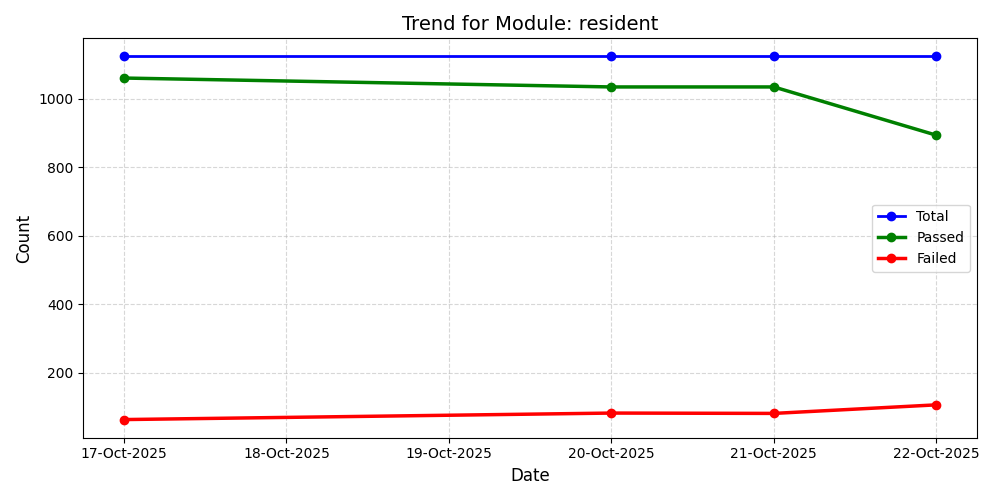 Trend for Module: resident
Count
1000
800
600
400
200
Total
Passed
Failed
17-Oct-2025
18-Oct-2025
19-Oct-2025
20-Oct-2025
21-Oct-2025
22-Oct-2025
Date